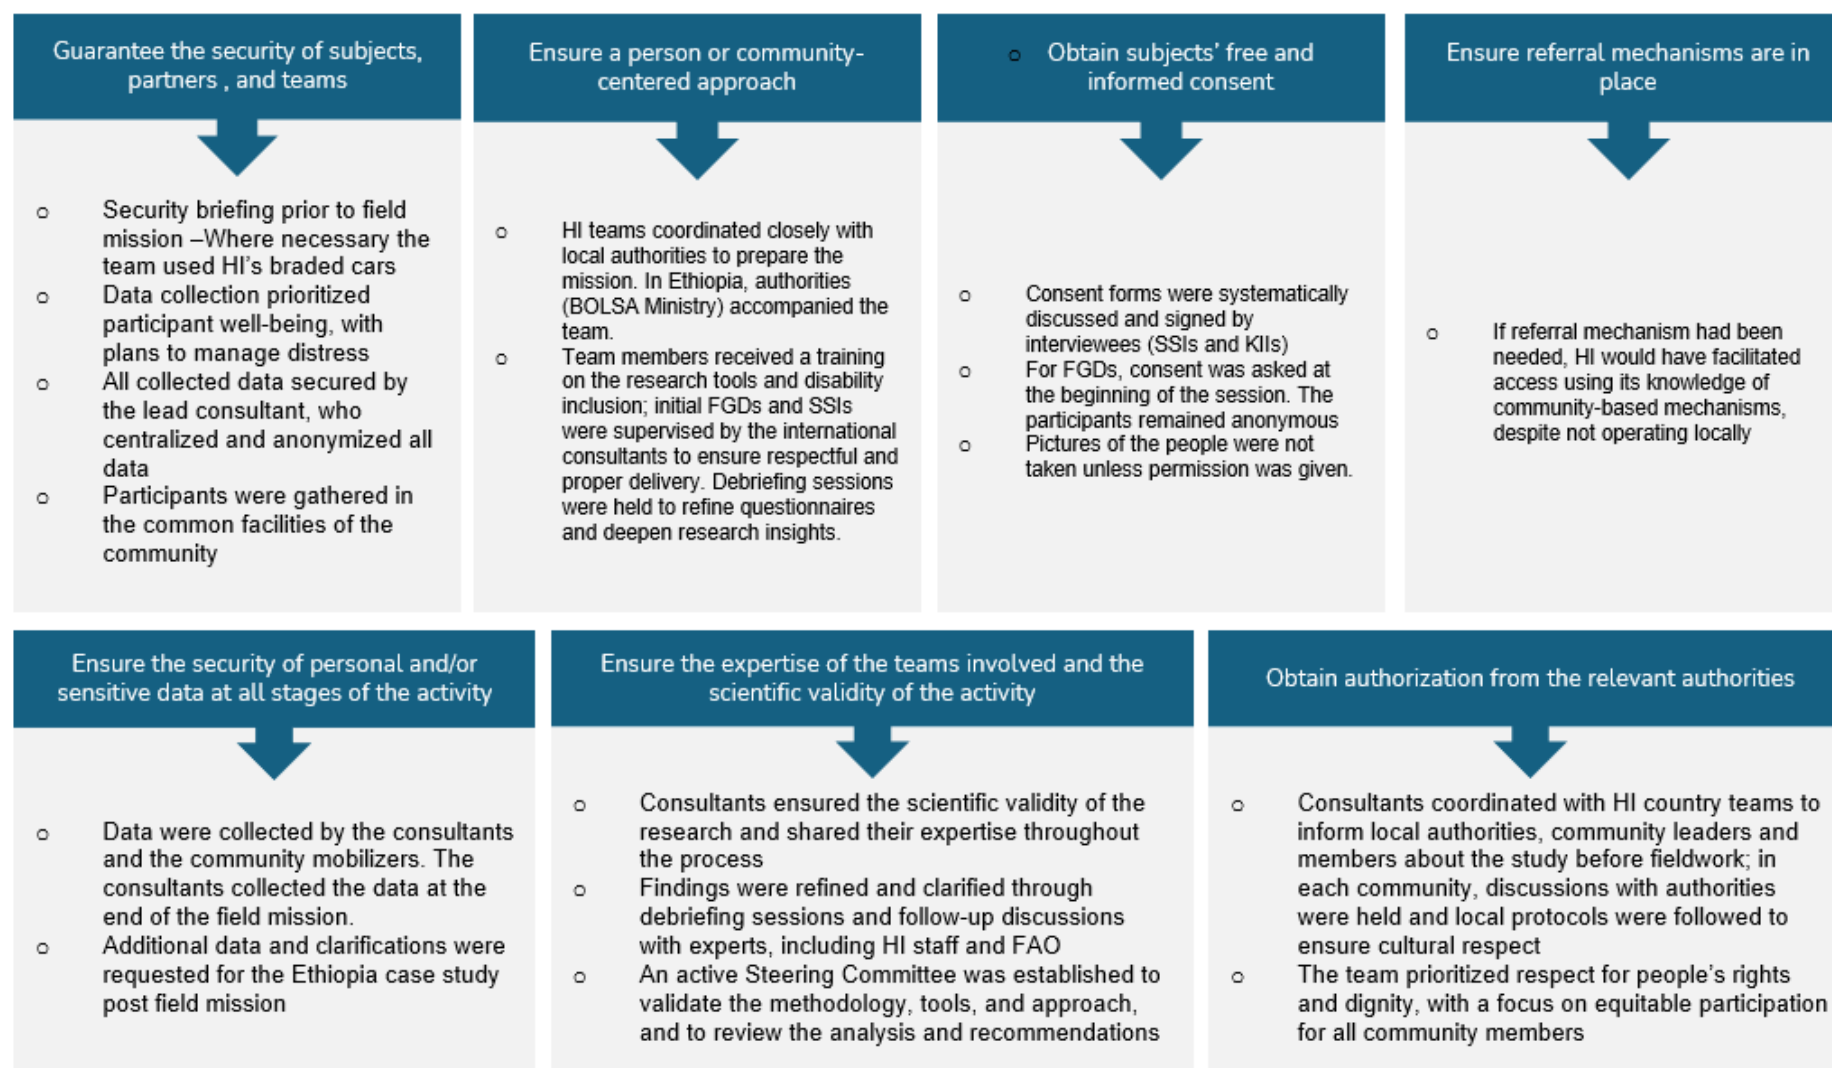 Guarantee the security of subjects,
partners , and teams
○ Security briefing prior to field
mission –Where necessary the
team used HI's braded cars
○ Data collection prioritized
participant well-being, with
plans to manage distress
○ All collected data secured by
the lead consultant, who
centralized and anonymized all
data
○ Participants were gathered in
the common facilities of the
community
Ensure a person or community-
centered approach
○ HI teams coordinated closely with
local authorities to prepare the
mission. In Ethiopia, authorities
(BOLSA Ministry) accompanied the
team.
○ Team members received a training
on the research tools and disability
inclusion; initial FGDs and SSIs
were supervised by the international
consultants to ensure respectful and
proper delivery. Debriefing sessions
were held to refine questionnaires
and deepen research insights.
○ Obtain subjects' free and
informed consent
○ Consent forms were systematically
discussed and signed by
interviewees (SSIs and KIIs)
○ For FGDs, consent was asked at
the beginning of the session. The
participants remained anonymous
○ Pictures of the people were not
taken unless permission was given.
Ensure referral mechanisms are in
place
○ If referral mechanism had been
needed, HI would have facilitated
access using its knowledge of
community-based mechanisms,
despite not operating locally
Ensure the security of personal and/or
sensitive data at all stages of the activity
○ Data were collected by the consultants
and the community mobilizers. The
consultants collected the data at the
end of the field mission.
○ Additional data and clarifications were
requested for the Ethiopia case study
post field mission
Ensure the expertise of the teams involved and the
scientific validity of the activity
○ Consultants ensured the scientific validity of the
research and shared their expertise throughout
the process
○ Findings were refined and clarified through
debriefing sessions and follow-up discussions
with experts, including HI staff and FAO
○ An active Steering Committee was established to
validate the methodology, tools, and approach,
and to review the analysis and recommendations
Obtain authorization from the relevant authorities
○ Consultants coordinated with HI country teams to
inform local authorities, community leaders and
members about the study before fieldwork; in
each community, discussions with authorities
were held and local protocols were followed to
ensure cultural respect
○ The team prioritized respect for people's rights
and dignity, with a focus on equitable participation
for all community members